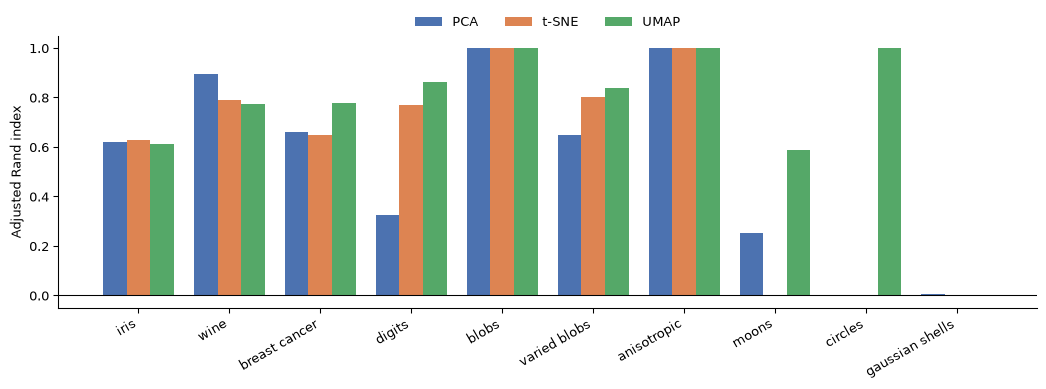 PCA t-SNE UMAP
Adjusted Rand index
1.0
0.8
0.6
0.4
0.2
0.0
iris
wine
breast cancer
digits
blobs
varied blobs
anisotropic
moons
circles
gaussian shells